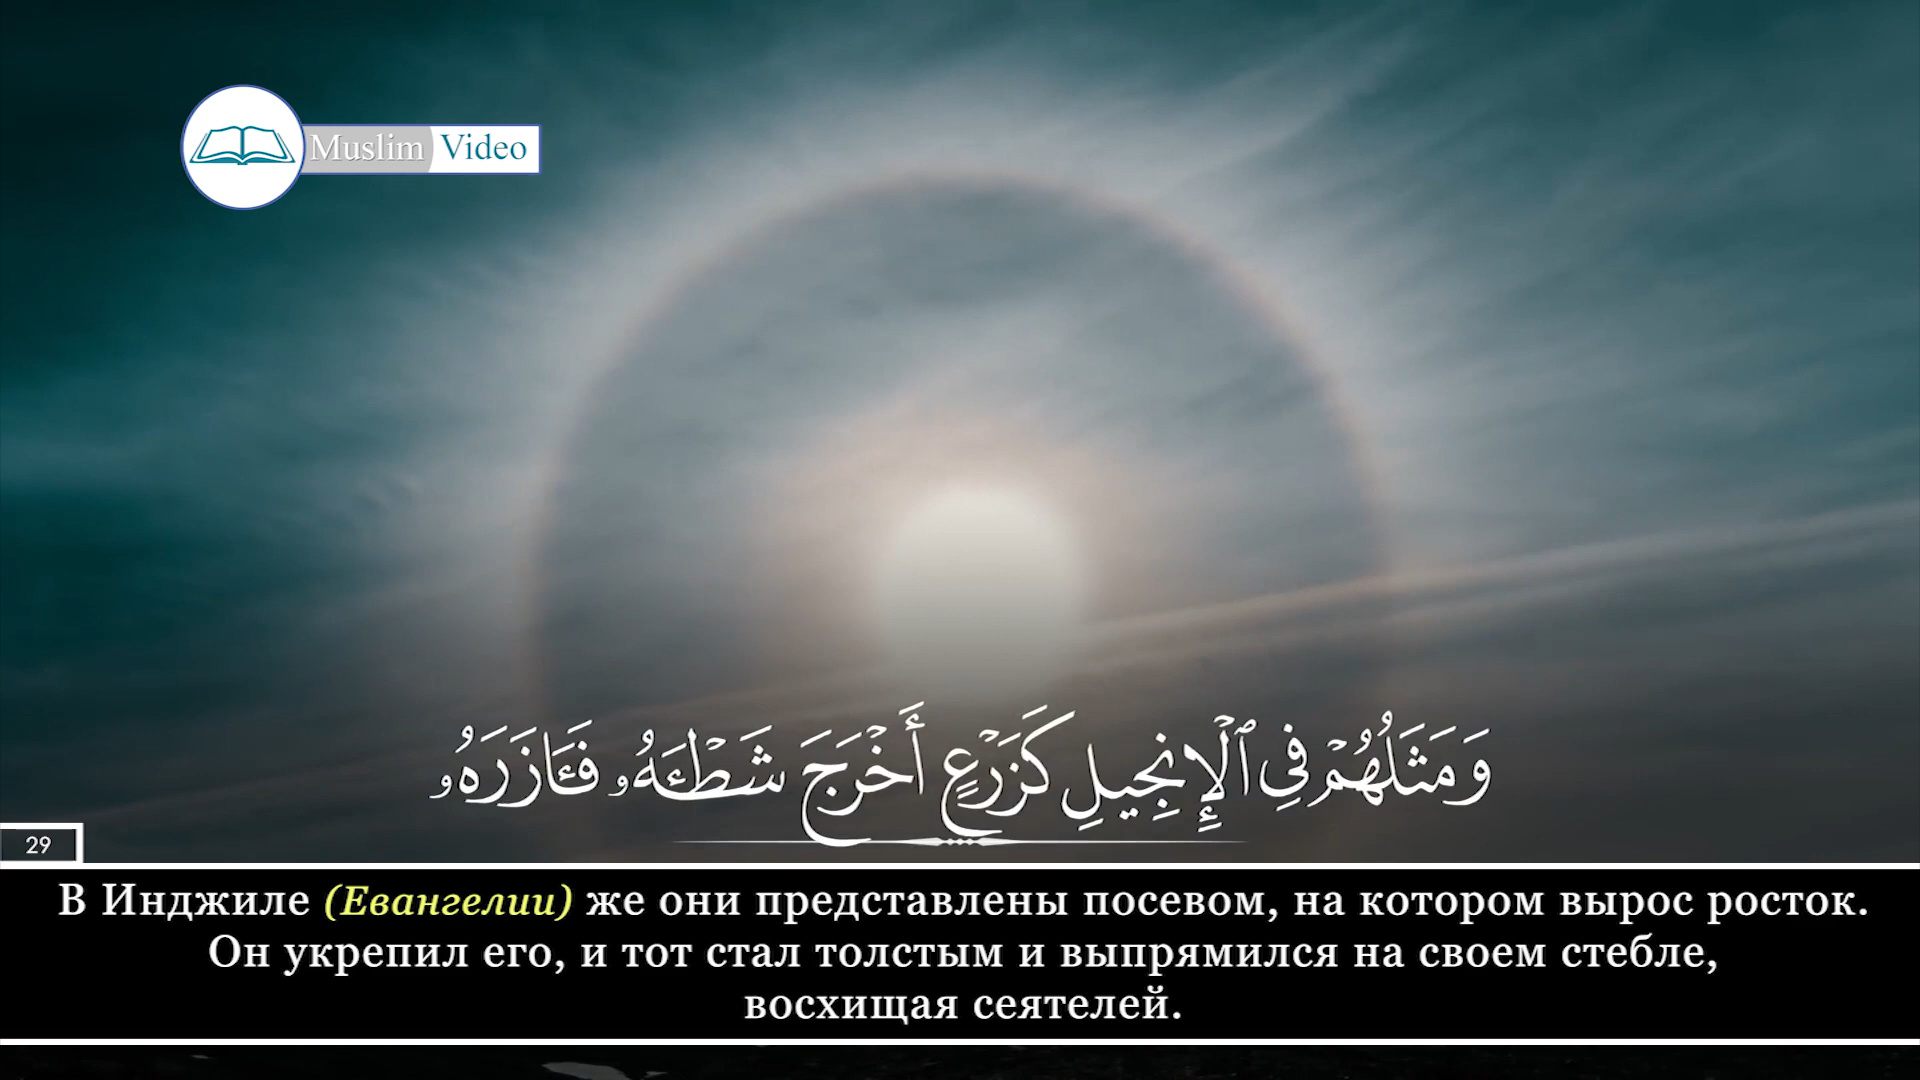 Muslim Video
وَمَثَلُهُمْ فِى ٱلْإِنجِيلِ كَزَرْعٍ أَخْرَجَ شَطْـَٔهُۥ فَـَٔازَرَهُۥ
29
В Инджиле (Евангелии) же они представлены посевом, на котором вырос росток.
Он укрепил его, и тот стал толстым и выпрямился на своем стебле,
восхищая сеятелей.